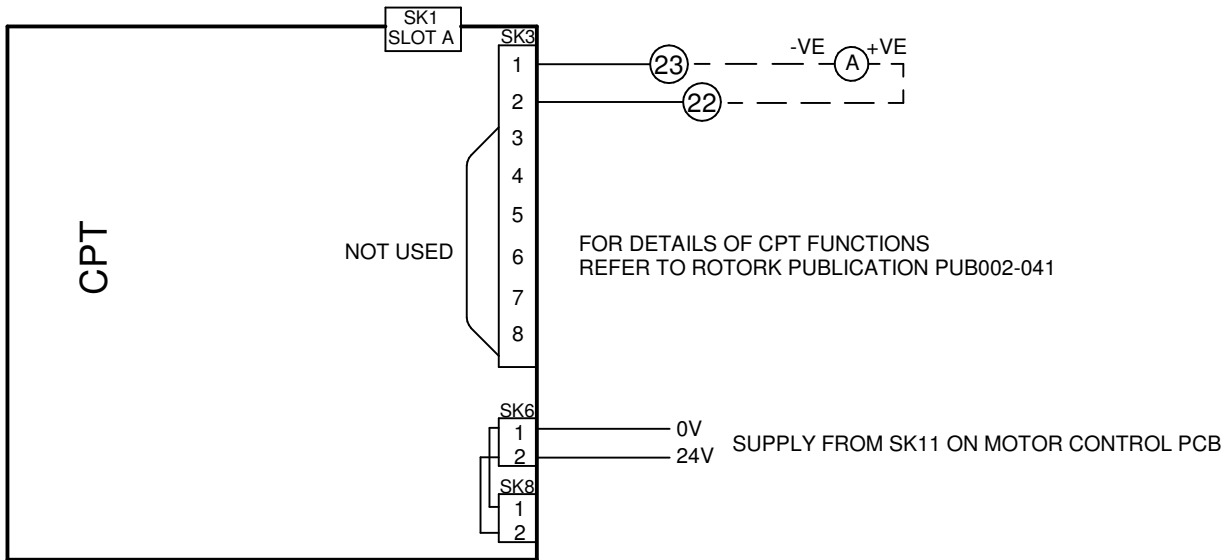 SK1
SLOT A
SK3
1
23
-VE
A
+VE
2
22
3
4
5
6
7
8
CPT
NOT USED
FOR DETAILS OF CPT FUNCTIONS
REFER TO ROTORK PUBLICATION PUB002-041
SK6
1
2
0V
24V
SUPPLY FROM SK11 ON MOTOR CONTROL PCB
SK8
1
2